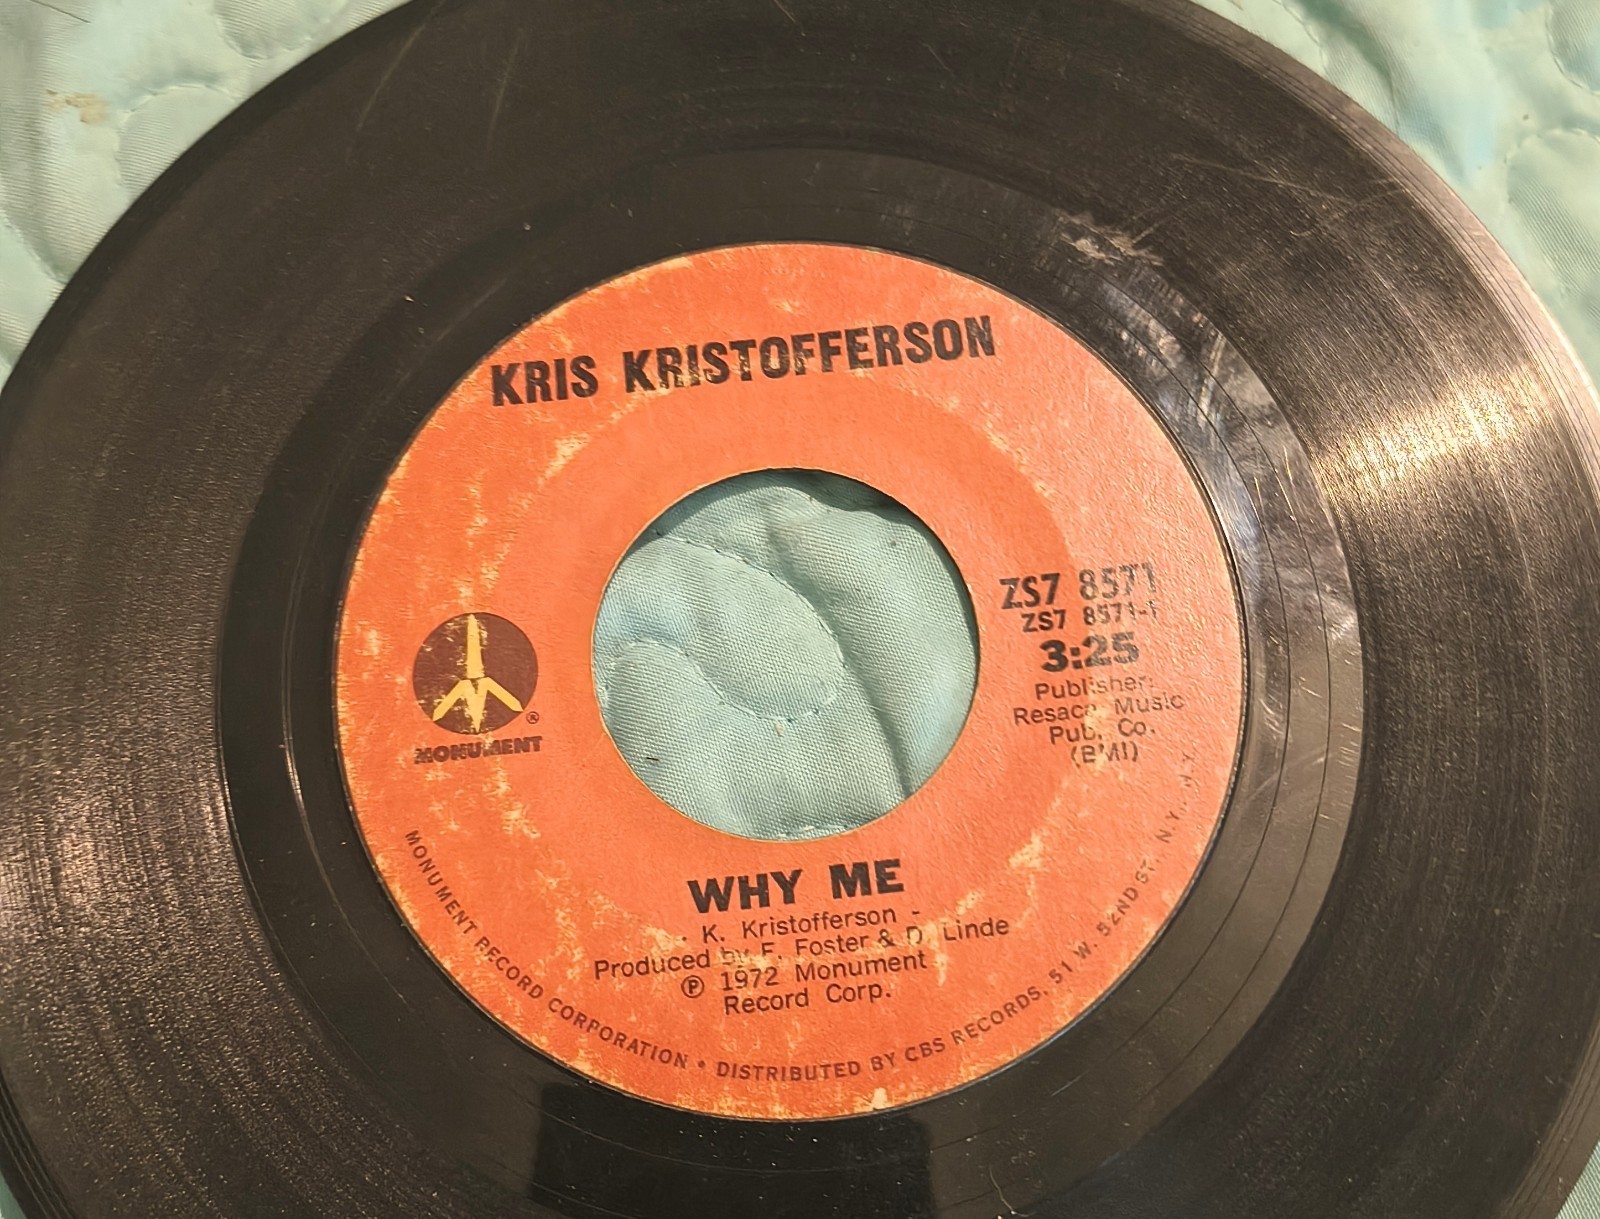 KRIS KRISTOFFERSON
ZS7 8571
ZS7 8571-1
3:25
Publisher:
Resaca Music
Pub. Co.
(BMI)
®
MONUMENT
WHY ME
- K. Kristofferson -
Produced by F. Foster & D. Linde
℗ 1972 Monument
Record Corp.
MONUMENT RECORD CORPORATION • DISTRIBUTED BY CBS RECORDS, 51 W. 52ND ST., N.Y., N.Y.